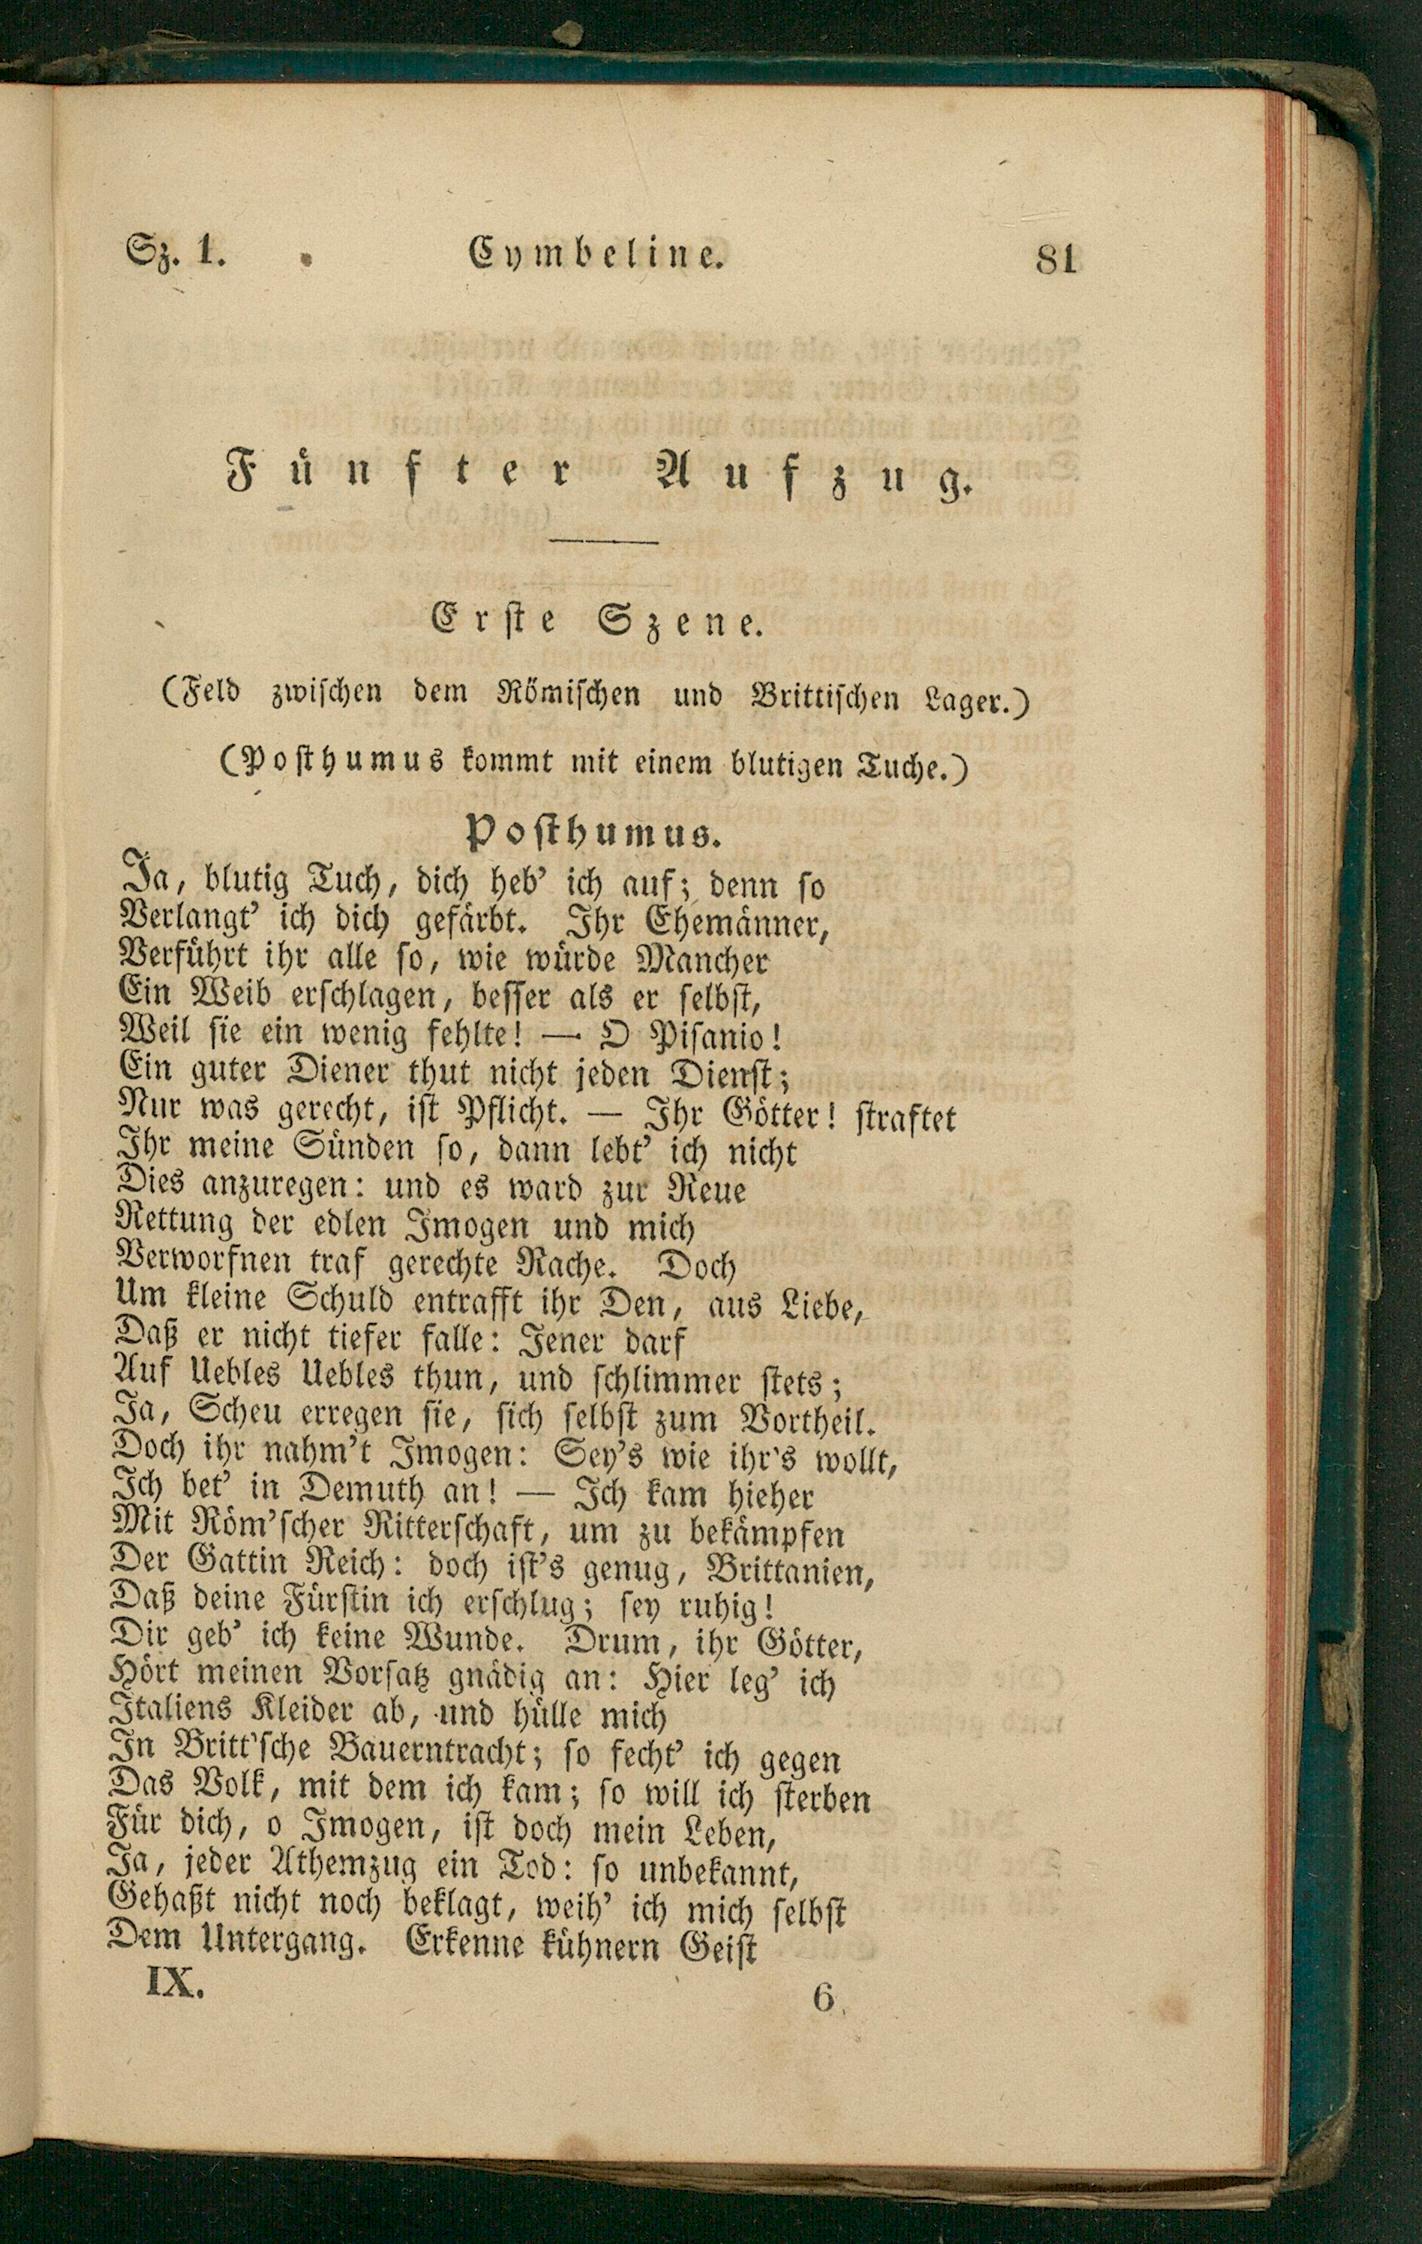 Sz. 1. Cymbeline. 81
Fünfter Aufzug.
Erste Szene.
(Feld zwischen dem Römischen und Brittischen Lager.)
(Posthumus kommt mit einem blutigen Tuche.)
Posthumus.
Ja, blutig Tuch, dich heb' ich auf; denn so
Verlangt' ich dich gefärbt. Ihr Ehemänner,
Verführt ihr alle so, wie würde Mancher
Ein Weib erschlagen, besser als er selbst,
Weil sie ein wenig fehlte! — O Pisanio!
Ein guter Diener thut nicht jeden Dienst;
Nur was gerecht, ist Pflicht. — Ihr Götter! straftet
Ihr meine Sünden so, dann lebt' ich nicht
Dies anzuregen: und es ward zur Reue
Rettung der edlen Imogen und mich
Verworfnen traf gerechte Rache. Doch
Um kleine Schuld entrafft ihr Den, aus Liebe,
Daß er nicht tiefer falle: Jener darf
Auf Uebles Uebles thun, und schlimmer stets;
Ja, Scheu erregen sie, sich selbst zum Vortheil.
Doch ihr nahm't Imogen: Sey's wie ihr's wollt,
Ich bet' in Demuth an! — Ich kam hieher
Mit Röm'scher Ritterschaft, um zu bekämpfen
Der Gattin Reich: doch ist's genug, Brittanien,
Daß deine Fürstin ich erschlug; sey ruhig!
Dir geb' ich keine Wunde. Drum, ihr Götter,
Hört meinen Vorsatz gnädig an: Hier leg' ich
Italiens Kleider ab, und hülle mich
In Britt'sche Bauerntracht; so fecht' ich gegen
Das Volk, mit dem ich kam; so will ich sterben
Für dich, o Imogen, ist doch mein Leben,
Ja, jeder Athemzug ein Tod: so unbekannt,
Gehaßt nicht noch beklagt, weih' ich mich selbst
Dem Untergang. Erkenne kühnern Geist
IX. 6